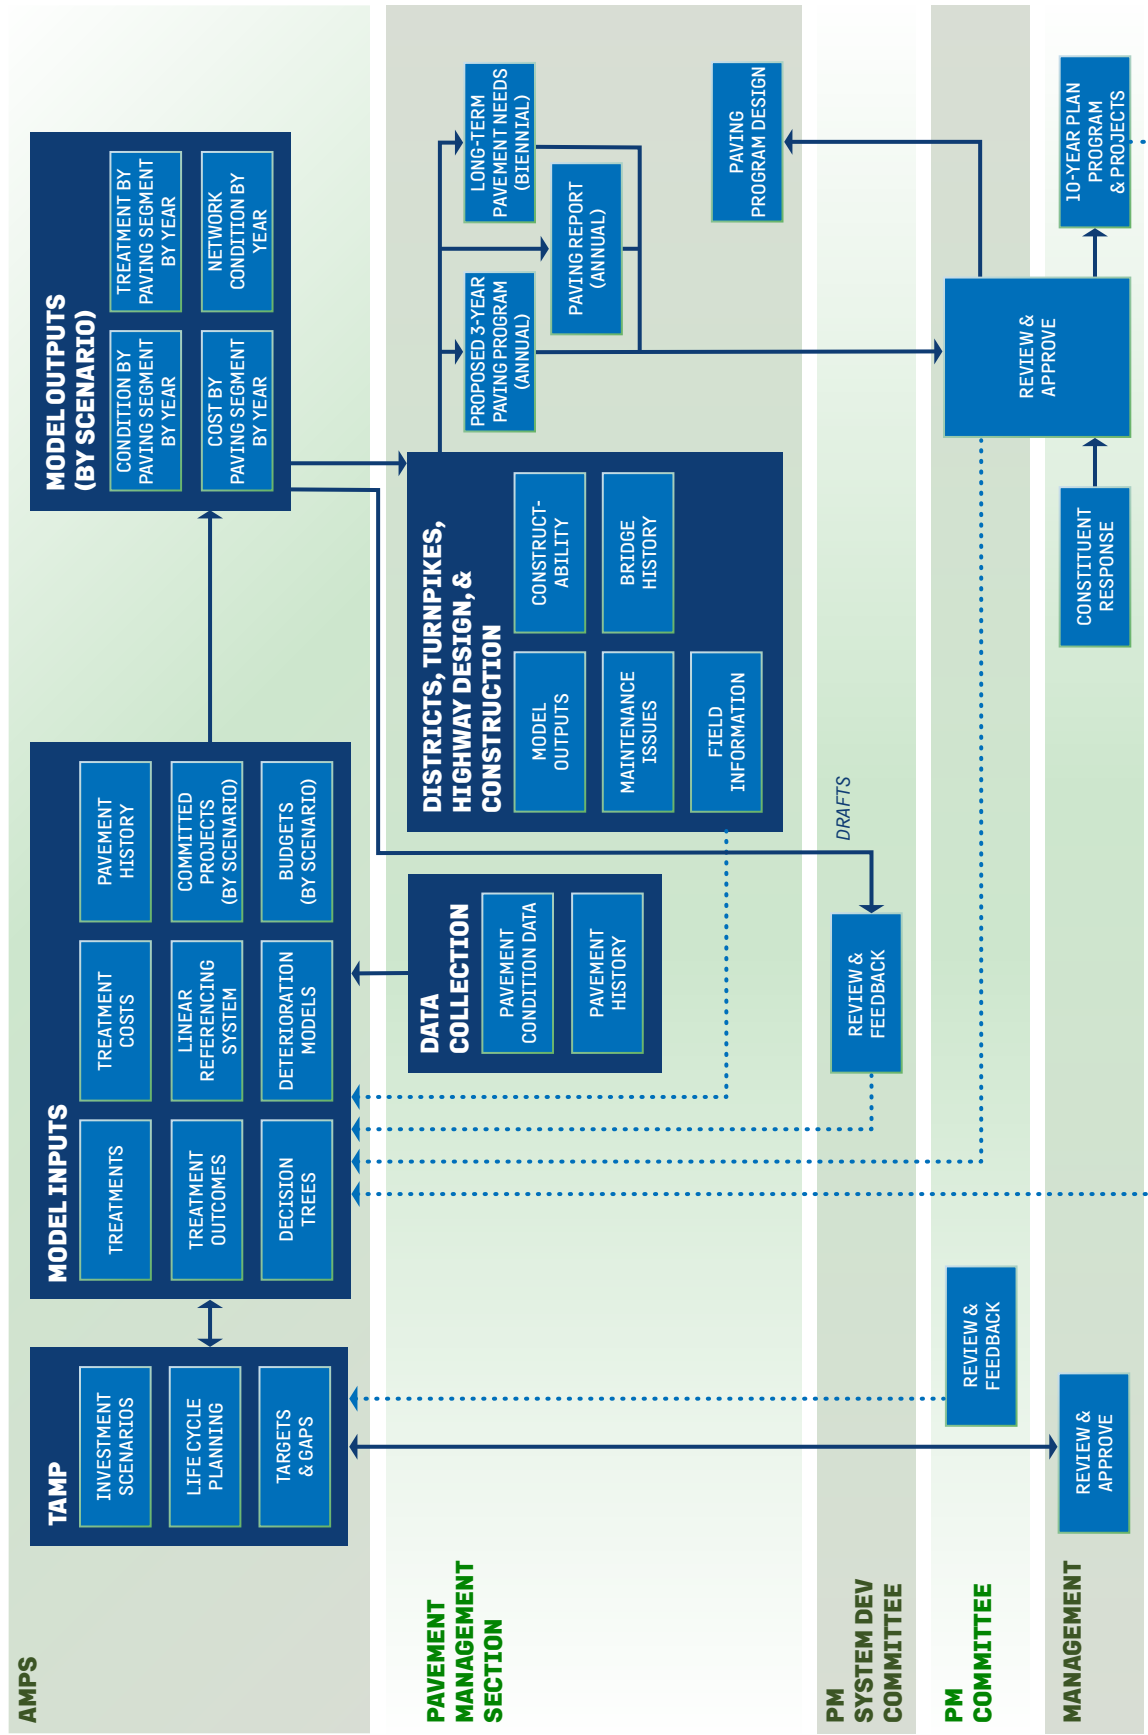 AMPS
TAMP
INVESTMENT
SCENARIOS
LIFE CYCLE
PLANNING
TARGETS
& GAPS
MODEL INPUTS
TREATMENTS
TREATMENT
COSTS
PAVEMENT
HISTORY
TREATMENT
OUTCOMES
LINEAR
REFERENCING
SYSTEM
COMMITTED
PROJECTS
(BY SCENARIO)
DECISION
TREES
DETERIORATION
MODELS
BUDGETS
(BY SCENARIO)
MODEL OUTPUTS
(BY SCENARIO)
CONDITION BY
PAVING SEGMENT
BY YEAR
TREATMENT BY
PAVING SEGMENT
BY YEAR
COST BY
PAVING SEGMENT
BY YEAR
NETWORK
CONDITION BY
YEAR
PAVEMENT
MANAGEMENT
SECTION
DATA
COLLECTION
PAVEMENT
CONDITION DATA
PAVEMENT
HISTORY
DISTRICTS, TURNPIKES,
HIGHWAY DESIGN, &
CONSTRUCTION
MODEL
OUTPUTS
CONSTRUCT-
ABILITY
MAINTENANCE
ISSUES
BRIDGE
HISTORY
FIELD
INFORMATION
PROPOSED 3-YEAR
PAVING PROGRAM
(ANNUAL)
LONG-TERM
PAVEMENT NEEDS
(BIENNIAL)
PAVING REPORT
(ANNUAL)
PAVING
PROGRAM DESIGN
PM
SYSTEM DEV
COMMITTEE
REVIEW &
FEEDBACK
DRAFTS
PM
COMMITTEE
REVIEW &
FEEDBACK
REVIEW &
APPROVE
MANAGEMENT
REVIEW &
APPROVE
CONSTITUENT
RESPONSE
10-YEAR PLAN
PROGRAM
& PROJECTS